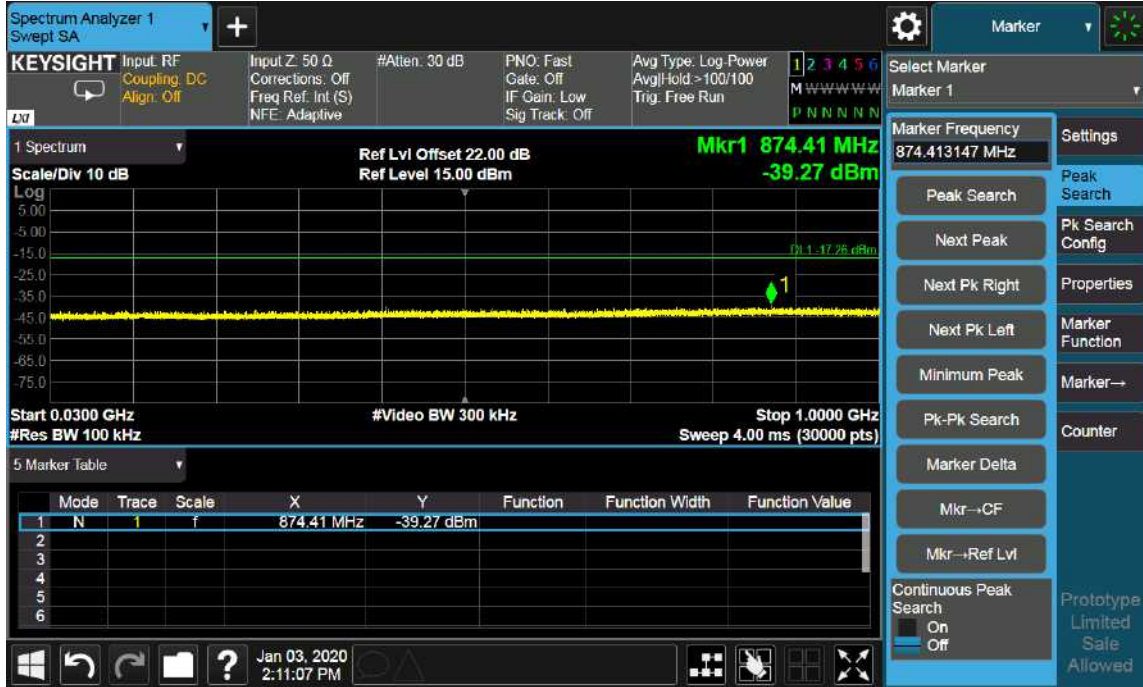 Spectrum Analyzer 1
Swept SA
Marker
KEYSIGHT
LXI
Input: RF
Coupling: DC
Align: Off
Input Z: 50 Ω
Corrections: Off
Freq Ref: Int (S)
NFE: Adaptive
#Atten: 30 dB
PNO: Fast
Gate: Off
IF Gain: Low
Sig Track: Off
Avg Type: Log-Power
Avg|Hold:>100/100
Trig: Free Run
1 2 3 4 5 6
M W W W W W
P N N N N N
Select Marker
Marker 1
1 Spectrum
Scale/Div 10 dB
Ref Lvl Offset 22.00 dB
Ref Level 15.00 dBm
Mkr1 874.41 MHz
-39.27 dBm
Log
5.00
-5.00
-15.0
-25.0
-35.0
-45.0
-55.0
-65.0
-75.0
DL1 -17.26 dBm
1
Start 0.0300 GHz
#Res BW 100 kHz
#Video BW 300 kHz
Stop 1.0000 GHz
Sweep 4.00 ms (30000 pts)
5 Marker Table
Mode Trace Scale X Y Function Function Width Function Value
1 N 1 f 874.41 MHz -39.27 dBm
2
3
4
5
6
Marker Frequency
874.413147 MHz
Peak Search
Next Peak
Next Pk Right
Next Pk Left
Minimum Peak
Pk-Pk Search
Marker Delta
Mkr→CF
Mkr→Ref Lvl
Continuous Peak
Search
On
Off
Settings
Peak
Search
Pk Search
Config
Properties
Marker
Function
Marker→
Counter
Prototype
Limited
Sale
Allowed
?
Jan 03, 2020
2:11:07 PM